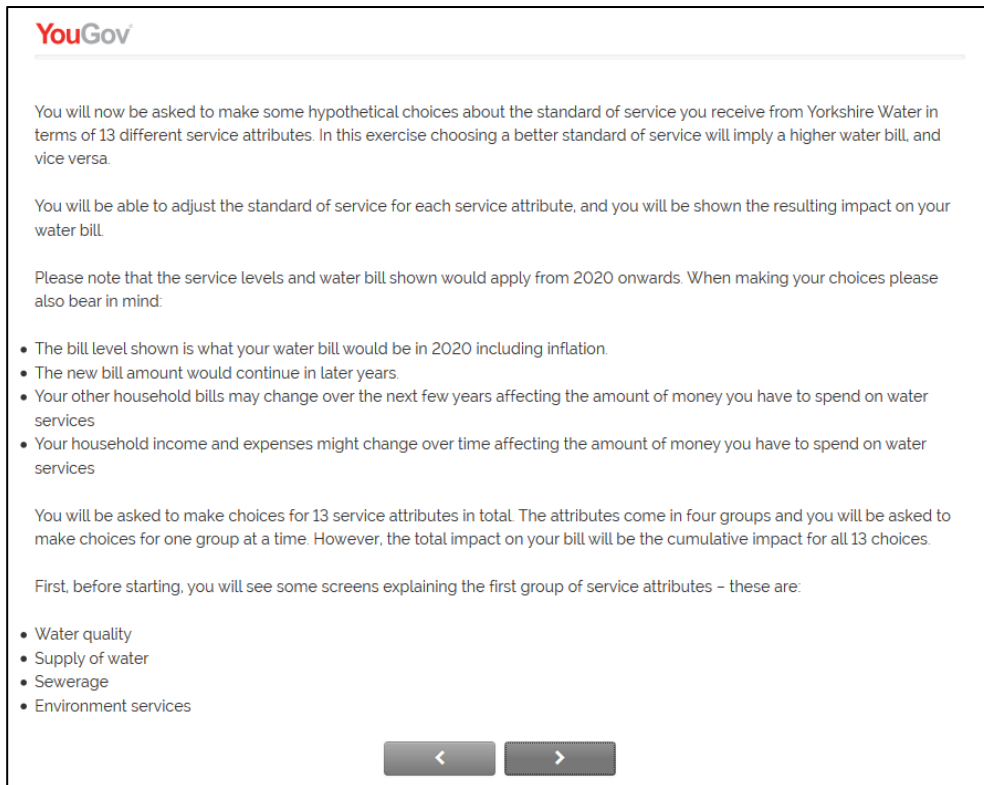 YouGov
You will now be asked to make some hypothetical choices about the standard of service you receive from Yorkshire Water in
terms of 13 different service attributes. In this exercise choosing a better standard of service will imply a higher water bill, and
vice versa.
You will be able to adjust the standard of service for each service attribute, and you will be shown the resulting impact on your
water bill.
Please note that the service levels and water bill shown would apply from 2020 onwards. When making your choices please
also bear in mind:
• The bill level shown is what your water bill would be in 2020 including inflation.
• The new bill amount would continue in later years.
• Your other household bills may change over the next few years affecting the amount of money you have to spend on water
services
• Your household income and expenses might change over time affecting the amount of money you have to spend on water
services
You will be asked to make choices for 13 service attributes in total. The attributes come in four groups and you will be asked to
make choices for one group at a time. However, the total impact on your bill will be the cumulative impact for all 13 choices.
First, before starting, you will see some screens explaining the first group of service attributes – these are:
• Water quality
• Supply of water
• Sewerage
• Environment services